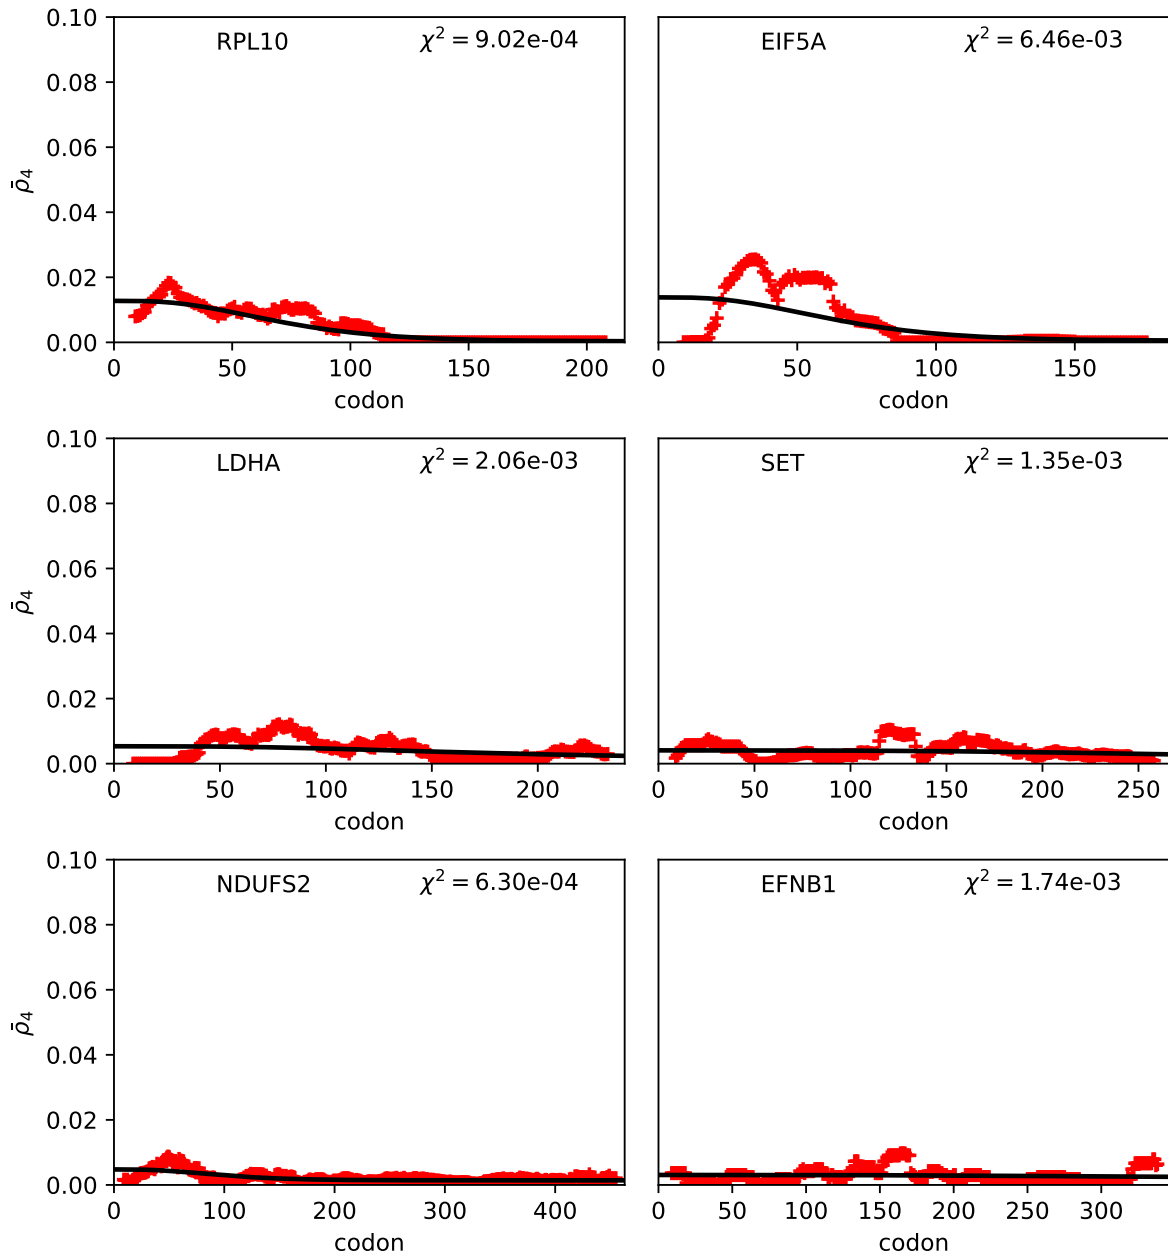 RPL10 χ² = 9.02e-04
EIF5A χ² = 6.46e-03
0.10
0.08
0.06
0.04
0.02
0.00
ρ̄₄
0 50 100 150 200
codon
0 50 100 150
codon
LDHA χ² = 2.06e-03
SET χ² = 1.35e-03
0.10
0.08
0.06
0.04
0.02
0.00
ρ̄₄
0 50 100 150 200
codon
0 50 100 150 200 250
codon
NDUFS2 χ² = 6.30e-04
EFNB1 χ² = 1.74e-03
0.10
0.08
0.06
0.04
0.02
0.00
ρ̄₄
0 100 200 300 400
codon
0 50 100 150 200 250 300
codon